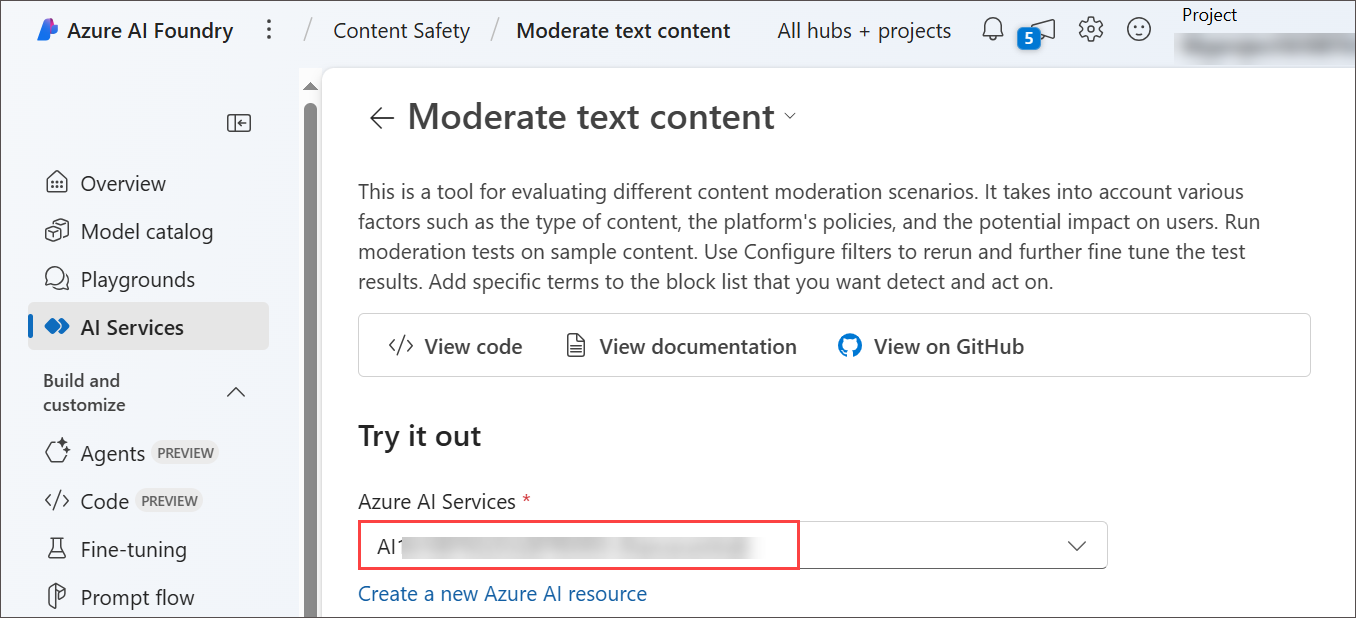 Azure AI Foundry / Content Safety / Moderate text content All hubs + projects 5 Project
Moderate text content
Overview
Model catalog
Playgrounds
AI Services
Build and
customize
Agents PREVIEW
Code PREVIEW
Fine-tuning
Prompt flow
This is a tool for evaluating different content moderation scenarios. It takes into account various
factors such as the type of content, the platform's policies, and the potential impact on users. Run
moderation tests on sample content. Use Configure filters to rerun and further fine tune the test
results. Add specific terms to the block list that you want detect and act on.
</> View code View documentation View on GitHub
Try it out
Azure AI Services *
Create a new Azure AI resource